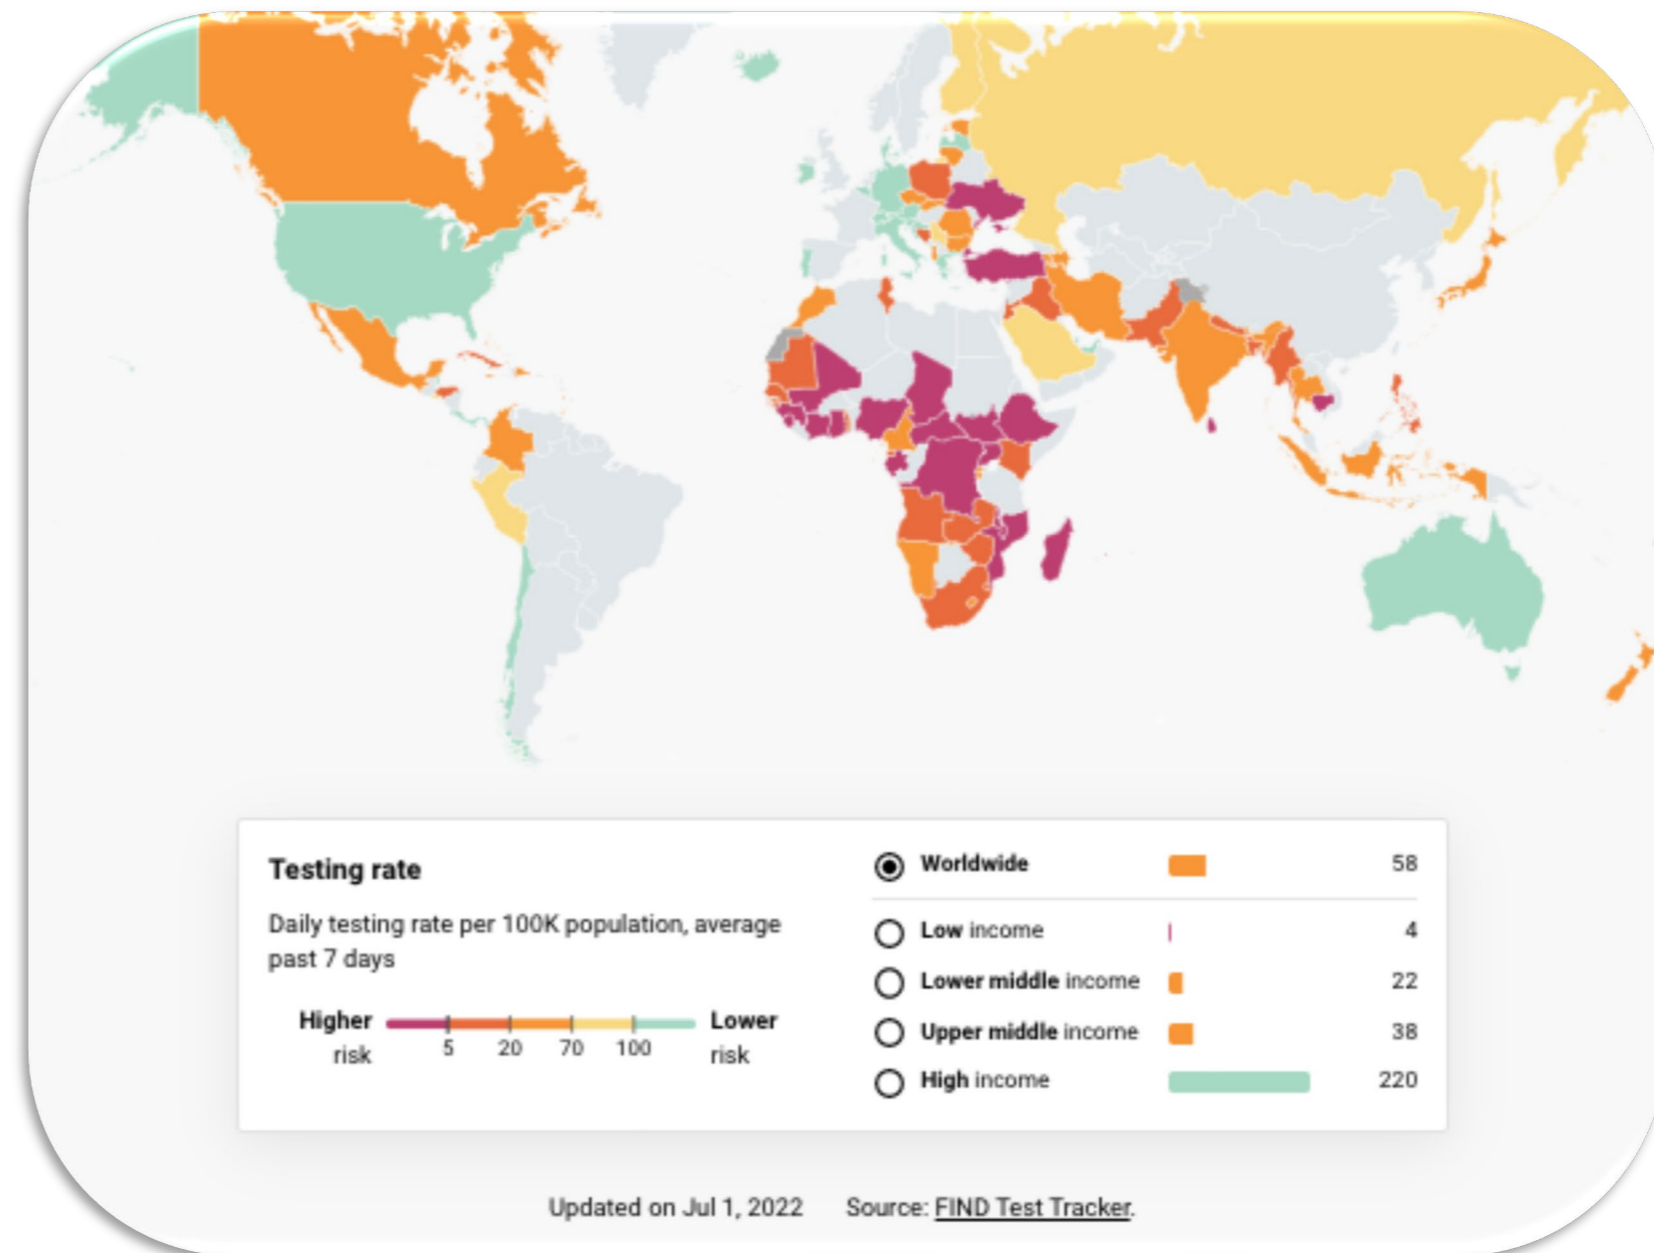 Testing rate
Daily testing rate per 100K population, average
past 7 days
Higher
risk
5 20 70 100
Lower
risk
Worldwide 58
Low income 4
Lower middle income 22
Upper middle income 38
High income 220
Updated on Jul 1, 2022 Source: FIND Test Tracker.